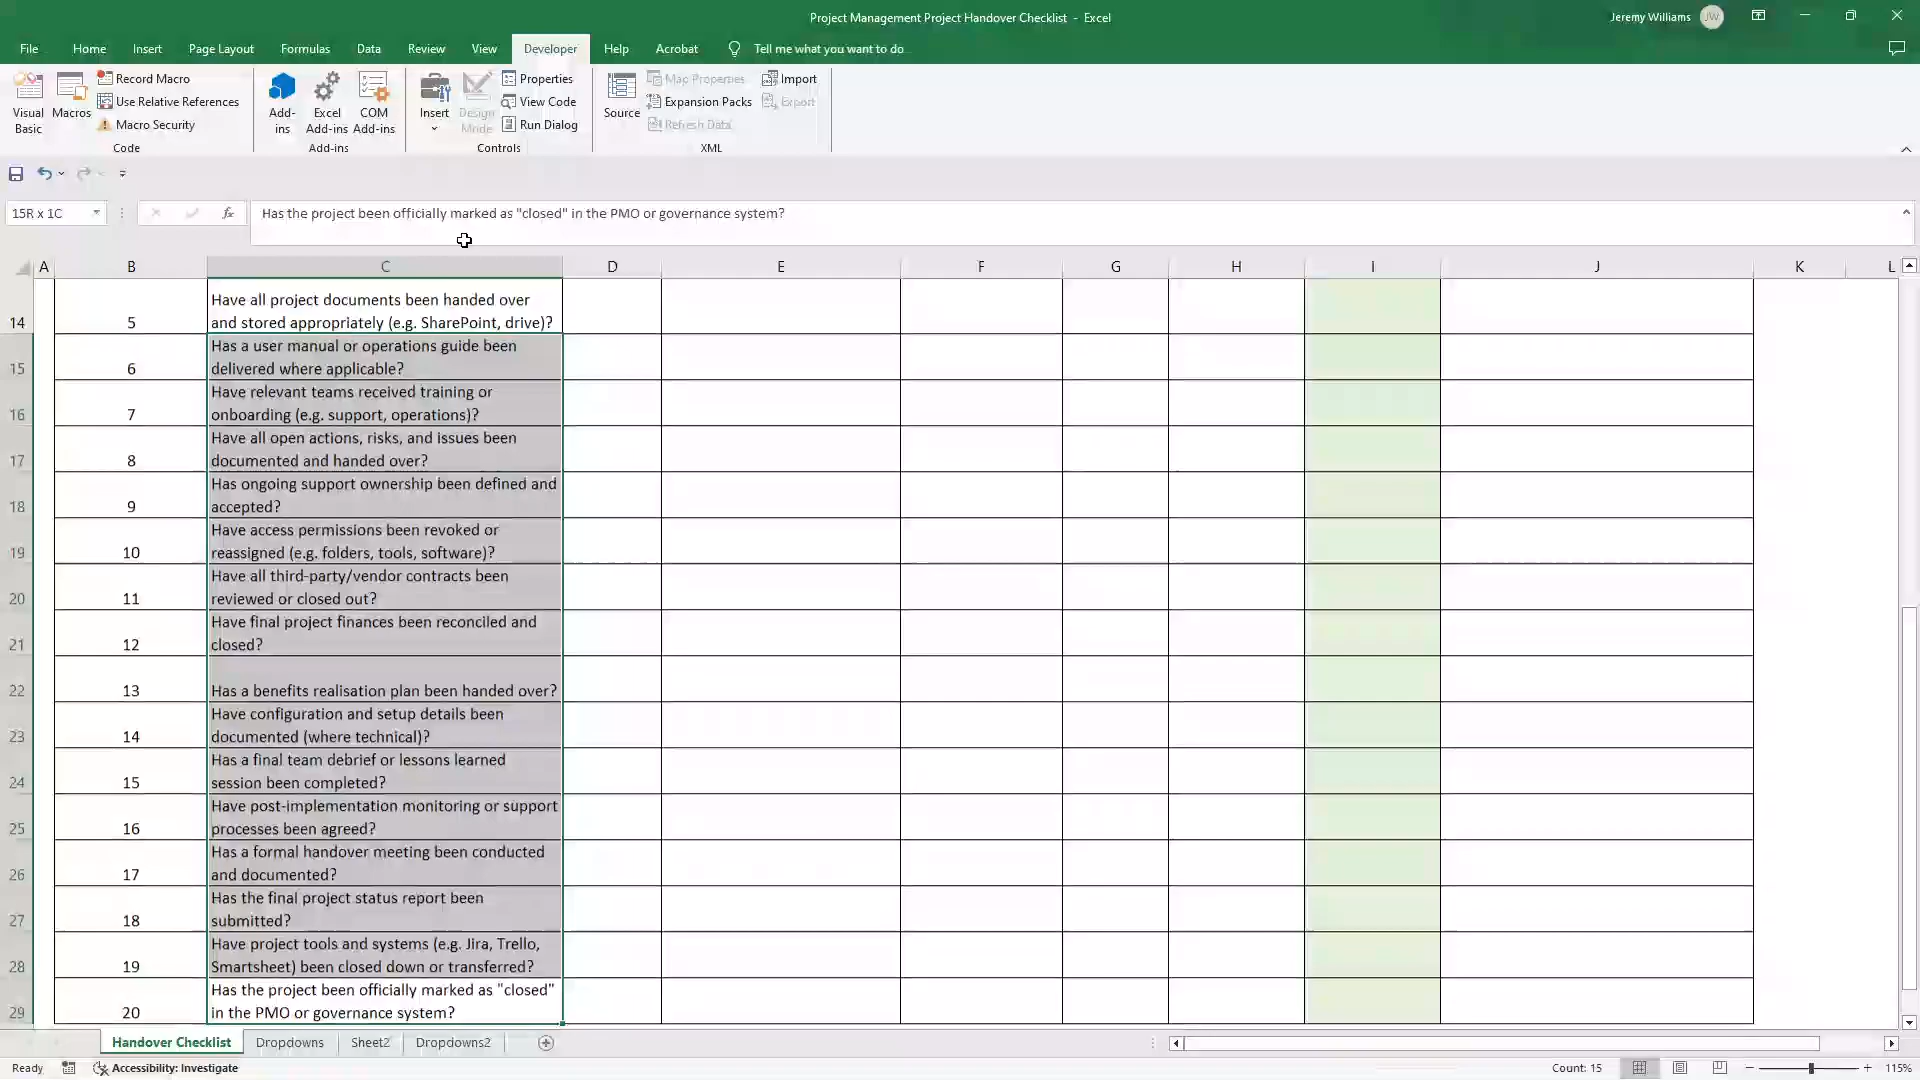 Project Management Project Handover Checklist - Excel
Jeremy Williams
JW
File
Home
Insert
Page Layout
Formulas
Data
Review
View
Developer
Help
Acrobat
Tell me what you want to do
Visual Basic
Macros
Record Macro
Use Relative References
Macro Security
Code
Add-ins
Excel Add-ins
COM Add-ins
Add-ins
Insert
Design Mode
Properties
View Code
Run Dialog
Controls
Source
Map Properties
Expansion Packs
Refresh Data
Import
Export
XML
15R x 1C
fx
Has the project been officially marked as "closed" in the PMO or governance system?
A B C D E F G H I J K L
14 5 Have all project documents been handed over
and stored appropriately (e.g. SharePoint, drive)?
15 6 Has a user manual or operations guide been
delivered where applicable?
16 7 Have relevant teams received training or
onboarding (e.g. support, operations)?
17 8 Have all open actions, risks, and issues been
documented and handed over?
18 9 Has ongoing support ownership been defined and
accepted?
19 10 Have access permissions been revoked or
reassigned (e.g. folders, tools, software)?
20 11 Have all third-party/vendor contracts been
reviewed or closed out?
21 12 Have final project finances been reconciled and
closed?
22 13 Has a benefits realisation plan been handed over?
23 14 Have configuration and setup details been
documented (where technical)?
24 15 Has a final team debrief or lessons learned
session been completed?
25 16 Have post-implementation monitoring or support
processes been agreed?
26 17 Has a formal handover meeting been conducted
and documented?
27 18 Has the final project status report been
submitted?
28 19 Have project tools and systems (e.g. Jira, Trello,
Smartsheet) been closed down or transferred?
29 20 Has the project been officially marked as "closed"
in the PMO or governance system?
Handover Checklist
Dropdowns
Sheet2
Dropdowns2
Ready
Accessibility: Investigate
Count: 15
115%